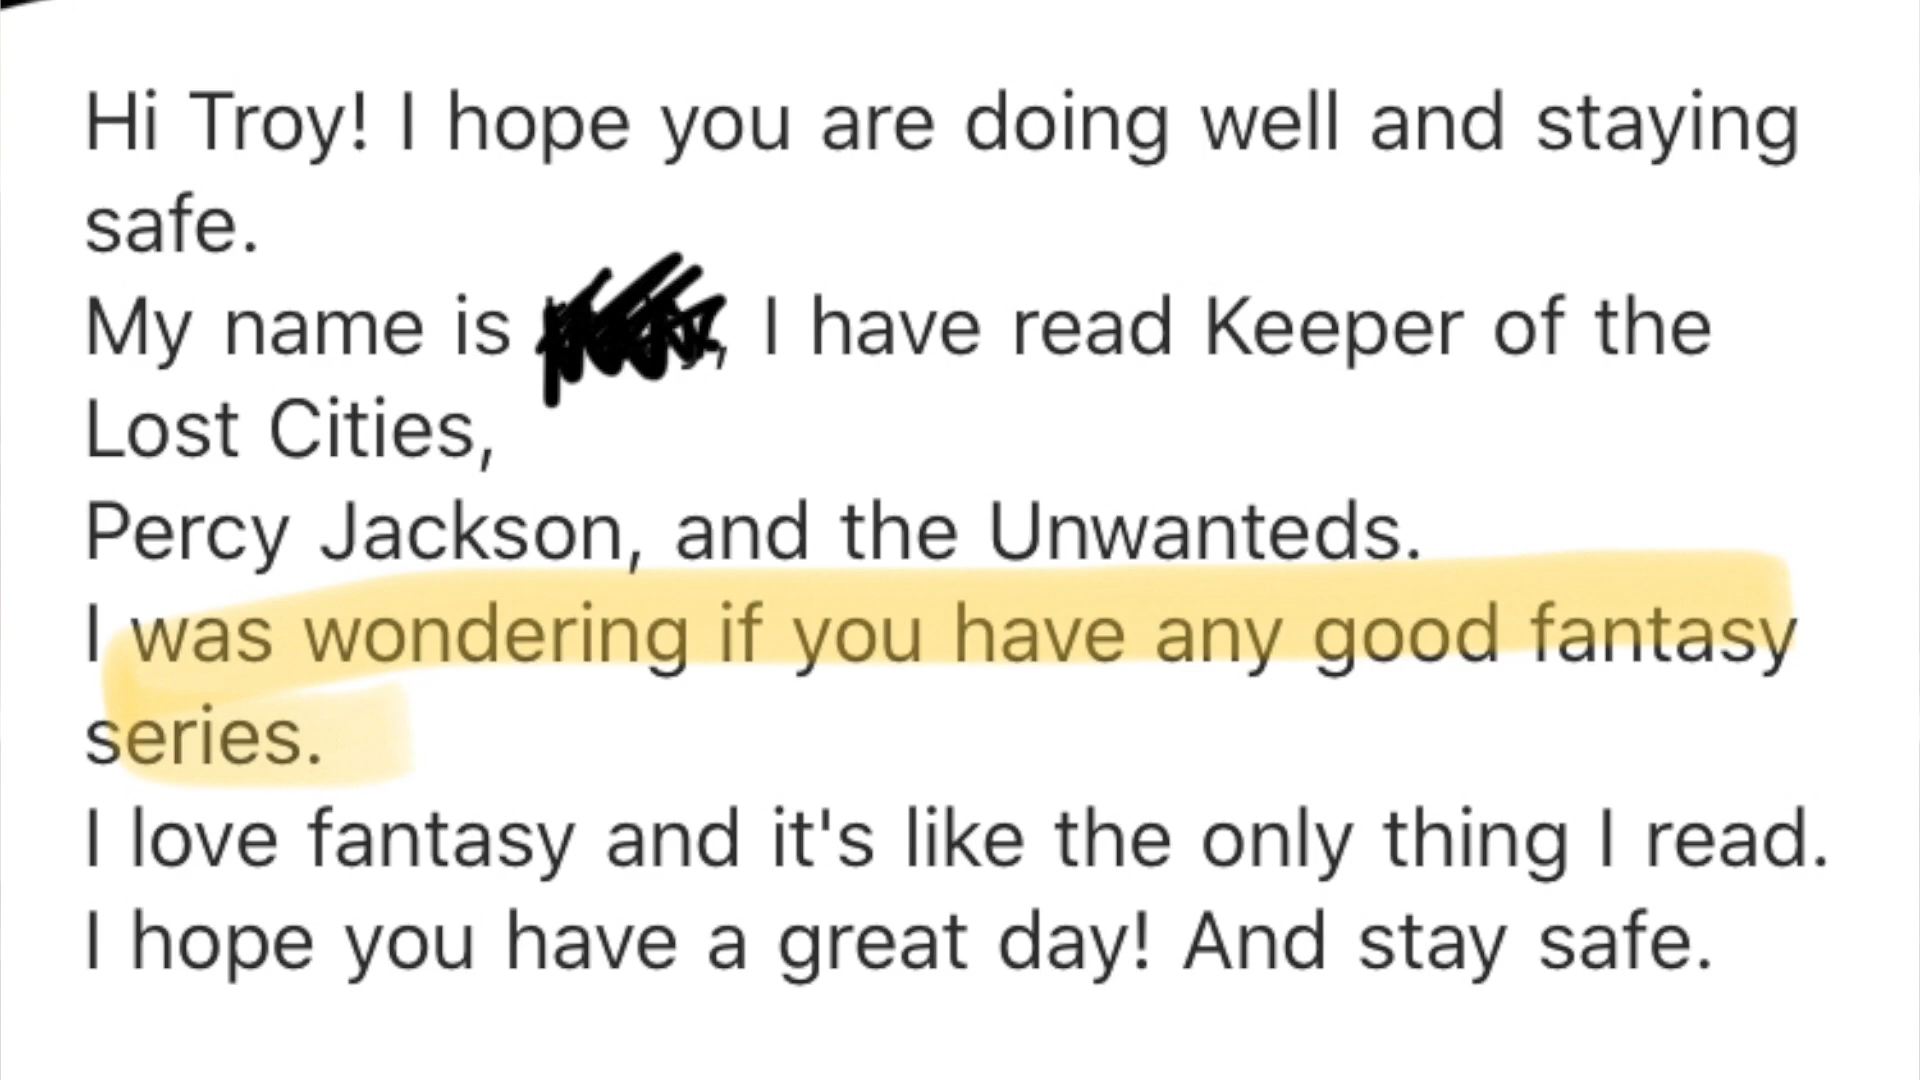 Hi Troy! I hope you are doing well and staying
safe.
My name is , I have read Keeper of the
Lost Cities,
Percy Jackson, and the Unwanteds.
I was wondering if you have any good fantasy
series.
I love fantasy and it's like the only thing I read.
I hope you have a great day! And stay safe.